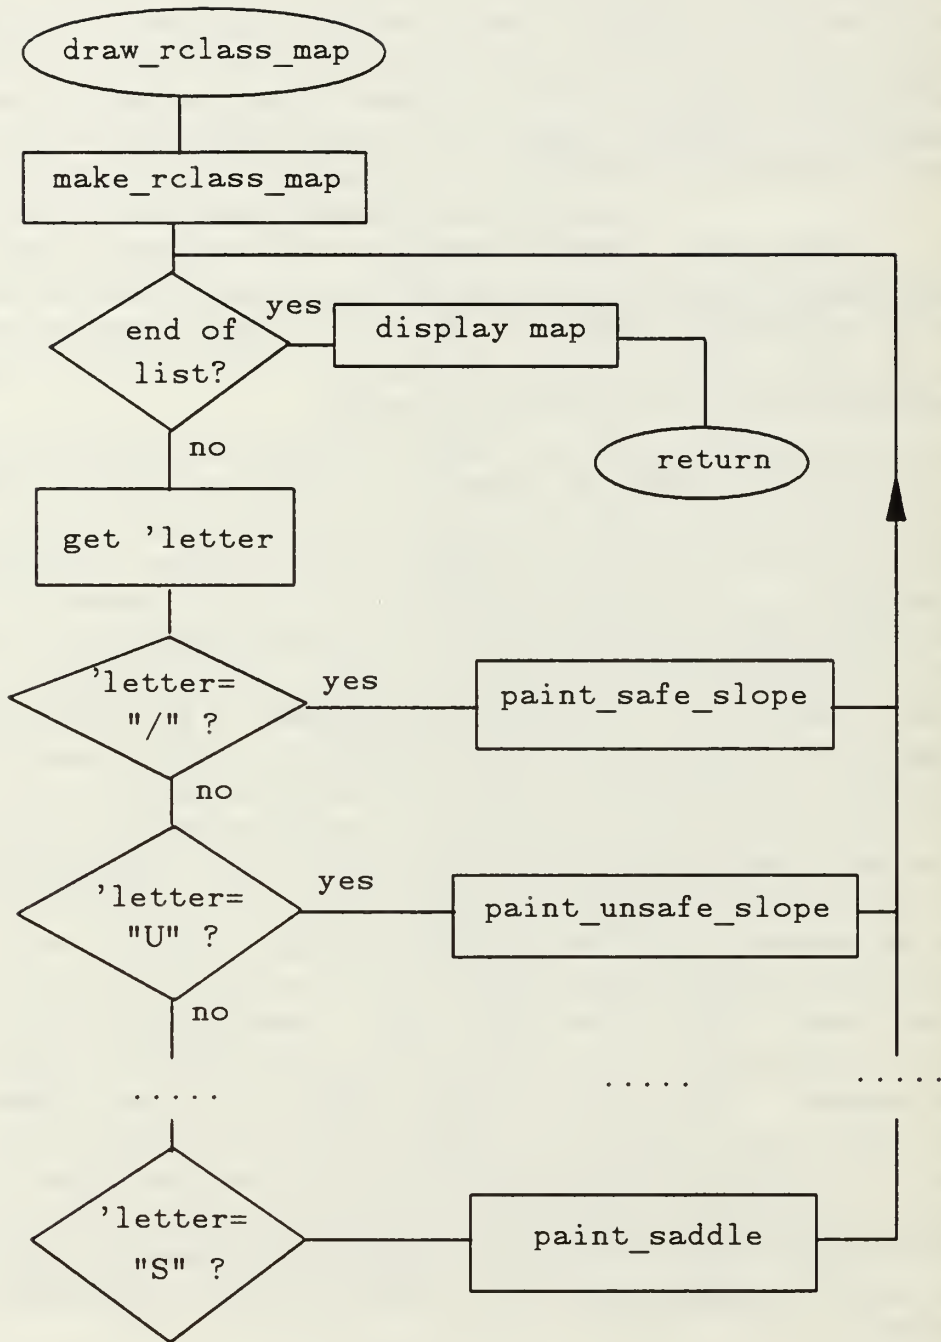 draw_rclass_map
make_rclass_map
end of
list?
yes
display map
return
no
get 'letter
'letter=
"/" ?
yes
paint_safe_slope
no
'letter=
"U" ?
yes
paint_unsafe_slope
no
.....
.....
.....
'letter=
"S" ?
paint_saddle